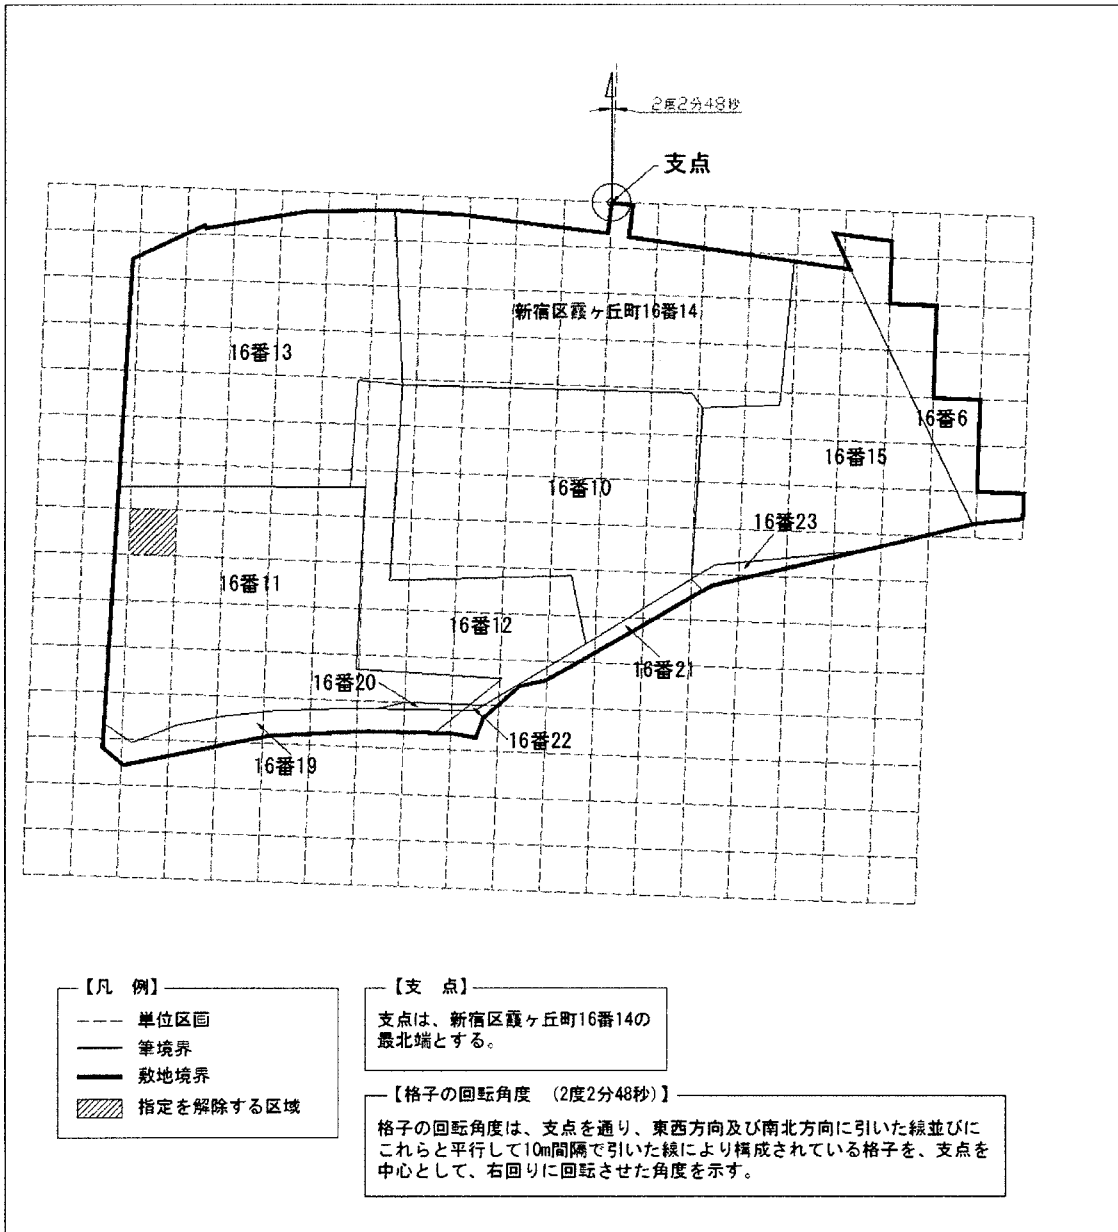 2度2分48秒
支点
新宿区霞ヶ丘町16番14
16番13
16番6
16番15
16番10
16番23
16番11
16番12
16番21
16番20
16番22
16番19
【凡 例】
単位区画
筆境界
敷地境界
指定を解除する区域
【支 点】
支点は、新宿区霞ヶ丘町16番14の
最北端とする。
【格子の回転角度 (2度2分48秒)】
格子の回転角度は、支点を通り、東西方向及び南北方向に引いた線並びに
これらと平行して10m間隔で引いた線により構成されている格子を、支点を
中心として、右回りに回転させた角度を示す。